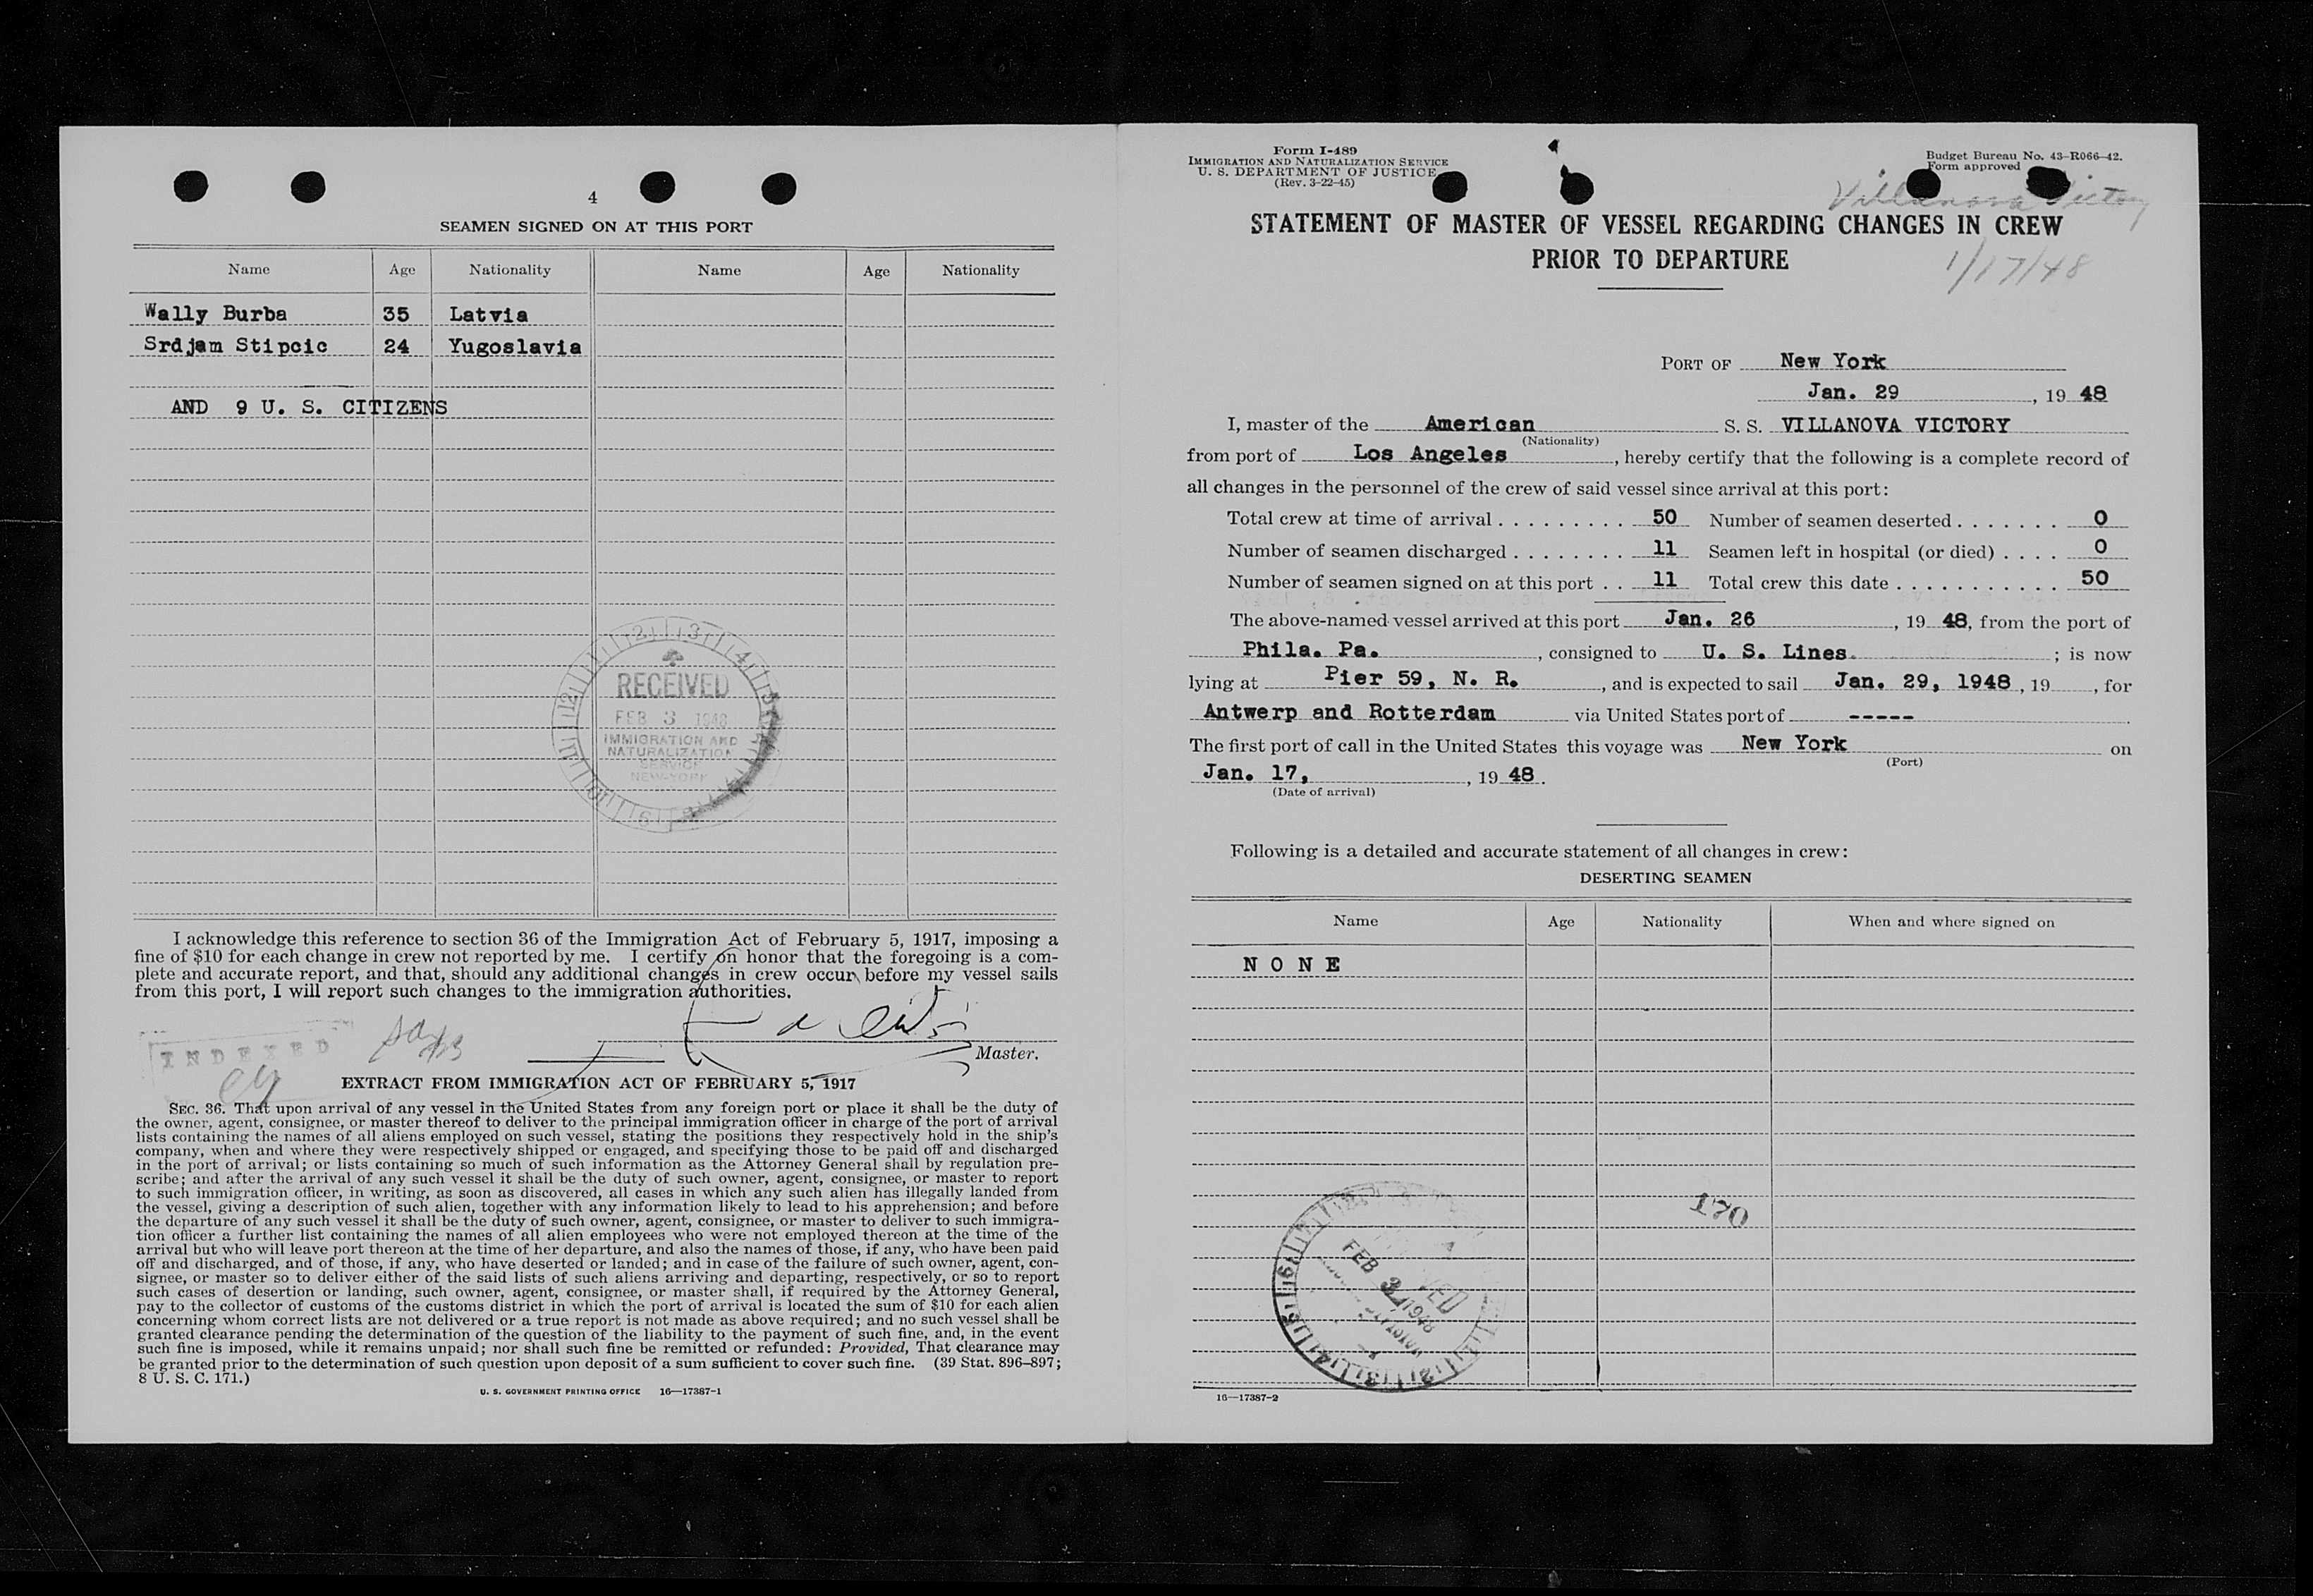 4
SEAMEN SIGNED ON AT THIS PORT
Name Age Nationality Name Age Nationality
Wally Burba 35 Latvia
Srdjam Stipcic 24 Yugoslavia
AND 9 U. S. CITIZENS
RECEIVED
FEB 3 1948
IMMIGRATION AND
NATURALIZATION
SERVICE
NEW-YORK
I acknowledge this reference to section 36 of the Immigration Act of February 5, 1917, imposing a
fine of $10 for each change in crew not reported by me. I certify on honor that the foregoing is a com-
plete and accurate report, and that, should any additional changes in crew occur before my vessel sails
from this port, I will report such changes to the immigration authorities.
INDEXED
Master.
EXTRACT FROM IMMIGRATION ACT OF FEBRUARY 5, 1917
SEC. 36. That upon arrival of any vessel in the United States from any foreign port or place it shall be the duty of
the owner, agent, consignee, or master thereof to deliver to the principal immigration officer in charge of the port of arrival
lists containing the names of all aliens employed on such vessel, stating the positions they respectively hold in the ship's
company, when and where they were respectively shipped or engaged, and specifying those to be paid off and discharged
in the port of arrival; or lists containing so much of such information as the Attorney General shall by regulation pre-
scribe; and after the arrival of any such vessel it shall be the duty of such owner, agent, consignee, or master to report
to such immigration officer, in writing, as soon as discovered, all cases in which any such alien has illegally landed from
the vessel, giving a description of such alien, together with any information likely to lead to his apprehension; and before
the departure of any such vessel it shall be the duty of such owner, agent, consignee, or master to deliver to such immigra-
tion officer a further list containing the names of all alien employees who were not employed thereon at the time of the
arrival but who will leave port thereon at the time of her departure, and also the names of those, if any, who have been paid
off and discharged, and of those, if any, who have deserted or landed; and in case of the failure of such owner, agent, con-
signee, or master so to deliver either of the said lists of such aliens arriving and departing, respectively, or so to report
such cases of desertion or landing, such owner, agent, consignee, or master shall, if required by the Attorney General,
pay to the collector of customs of the customs district in which the port of arrival is located the sum of $10 for each alien
concerning whom correct lists are not delivered or a true report is not made as above required; and no such vessel shall be
granted clearance pending the determination of the question of the liability to the payment of such fine, and, in the event
such fine is imposed, while it remains unpaid; nor shall such fine be remitted or refunded: Provided, That clearance may
be granted prior to the determination of such question upon deposit of a sum sufficient to cover such fine. (39 Stat. 896-897;
8 U. S. C. 171.)
U. S. GOVERNMENT PRINTING OFFICE 16—17387-1
Form I-489
IMMIGRATION AND NATURALIZATION SERVICE
U. S. DEPARTMENT OF JUSTICE
(Rev. 3-22-45)
Budget Bureau No. 43-R066-42.
Form approved
Villanova Victory
STATEMENT OF MASTER OF VESSEL REGARDING CHANGES IN CREW
PRIOR TO DEPARTURE
1/17/48
PORT OF New York
Jan. 29, 19 48
I, master of the American S. S. VILLANOVA VICTORY
(Nationality)
from port of Los Angeles, hereby certify that the following is a complete record of
all changes in the personnel of the crew of said vessel since arrival at this port:
Total crew at time of arrival . . . . . . . . . 50 Number of seamen deserted . . . . . . . 0
Number of seamen discharged . . . . . . . . 11 Seamen left in hospital (or died) . . . . 0
Number of seamen signed on at this port . . 11 Total crew this date . . . . . . . . . . . 50
The above-named vessel arrived at this port Jan. 26, 19 48, from the port of
Phila. Pa., consigned to U. S. Lines. ; is now
lying at Pier 59, N. R., and is expected to sail Jan. 29, 1948, 19 , for
Antwerp and Rotterdam via United States port of -----.
The first port of call in the United States this voyage was New York on
(Port)
Jan. 17, , 19 48.
(Date of arrival)
Following is a detailed and accurate statement of all changes in crew:
DESERTING SEAMEN
Name Age Nationality When and where signed on
N O N E
170
FEB 3 1948
16—17387-2